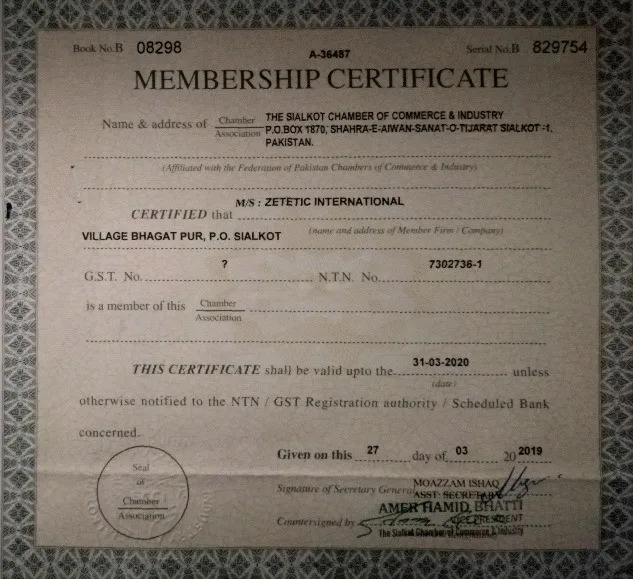 Book No.B 08298 A-36487 Serial No.B 829754
MEMBERSHIP CERTIFICATE
Name & address of Chamber Association THE SIALKOT CHAMBER OF COMMERCE & INDUSTRY
P.O.BOX 1870, SHAHRA-E-AIWAN-SANAT-O-TIJARAT SIALKOT-1,
PAKISTAN.
(Affiliated with the Federation of Pakistan Chambers of Commerce & Industry)
M/S : ZETETIC INTERNATIONAL
CERTIFIED that
VILLAGE BHAGAT PUR, P.O. SIALKOT (name and address of Member Firm / Company)
G.S.T. No. ? N.T.N. No. 7302736-1
is a member of this Chamber Association
THIS CERTIFICATE shall be valid upto the 31-03-2020 unless
(date)
otherwise notified to the NTN / GST Registration authority / Scheduled Bank
concerned.
Given on this 27 day of 03 20 2019
Seal
of
Chamber
Association
Signature of Secretary General MOAZZAM ISHAQ
ASST: SECRETARY
AMER HAMID BHATTI
Countersigned by VICE PRESIDENT
The Sialkot Chamber of Commerce & Industry